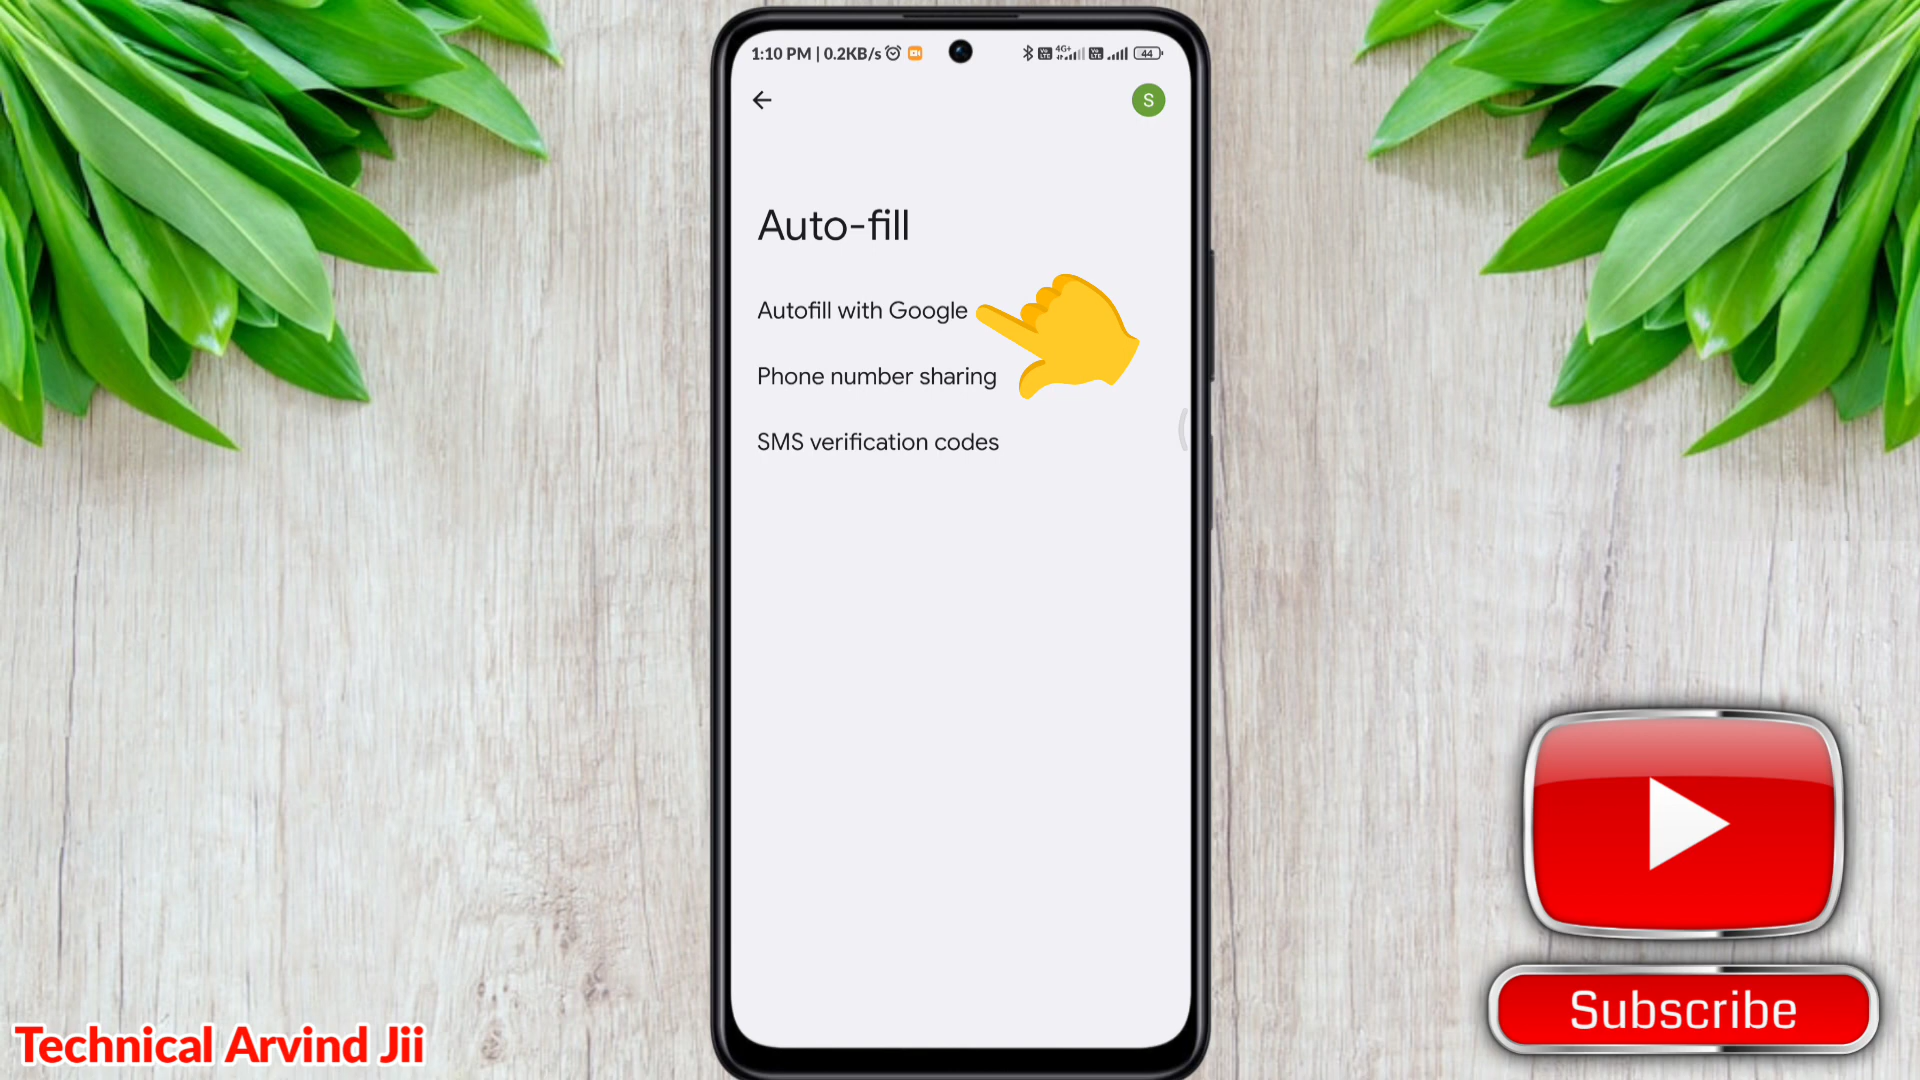 1:10 PM | 0.2KB/s
4G+
44
S
Auto-fill
Autofill with Google
Phone number sharing
SMS verification codes
Subscribe
Technical Arvind Jii